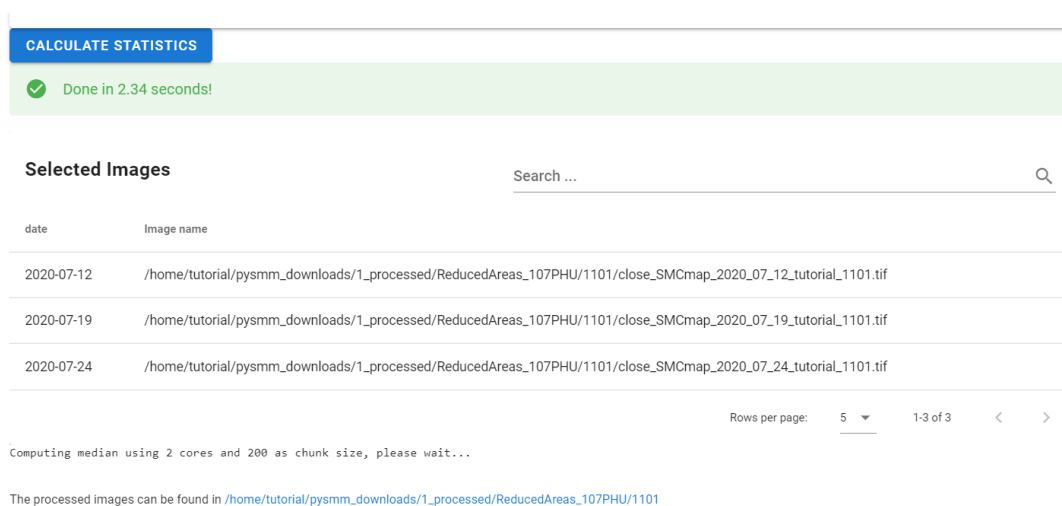 CALCULATE STATISTICS
Done in 2.34 seconds!
Selected Images
Search ...
date Image name
2020-07-12 /home/tutorial/pysmm_downloads/1_processed/ReducedAreas_107PHU/1101/close_SMCmap_2020_07_12_tutorial_1101.tif
2020-07-19 /home/tutorial/pysmm_downloads/1_processed/ReducedAreas_107PHU/1101/close_SMCmap_2020_07_19_tutorial_1101.tif
2020-07-24 /home/tutorial/pysmm_downloads/1_processed/ReducedAreas_107PHU/1101/close_SMCmap_2020_07_24_tutorial_1101.tif
Rows per page: 5 1-3 of 3
Computing median using 2 cores and 200 as chunk size, please wait...
The processed images can be found in /home/tutorial/pysmm_downloads/1_processed/ReducedAreas_107PHU/1101